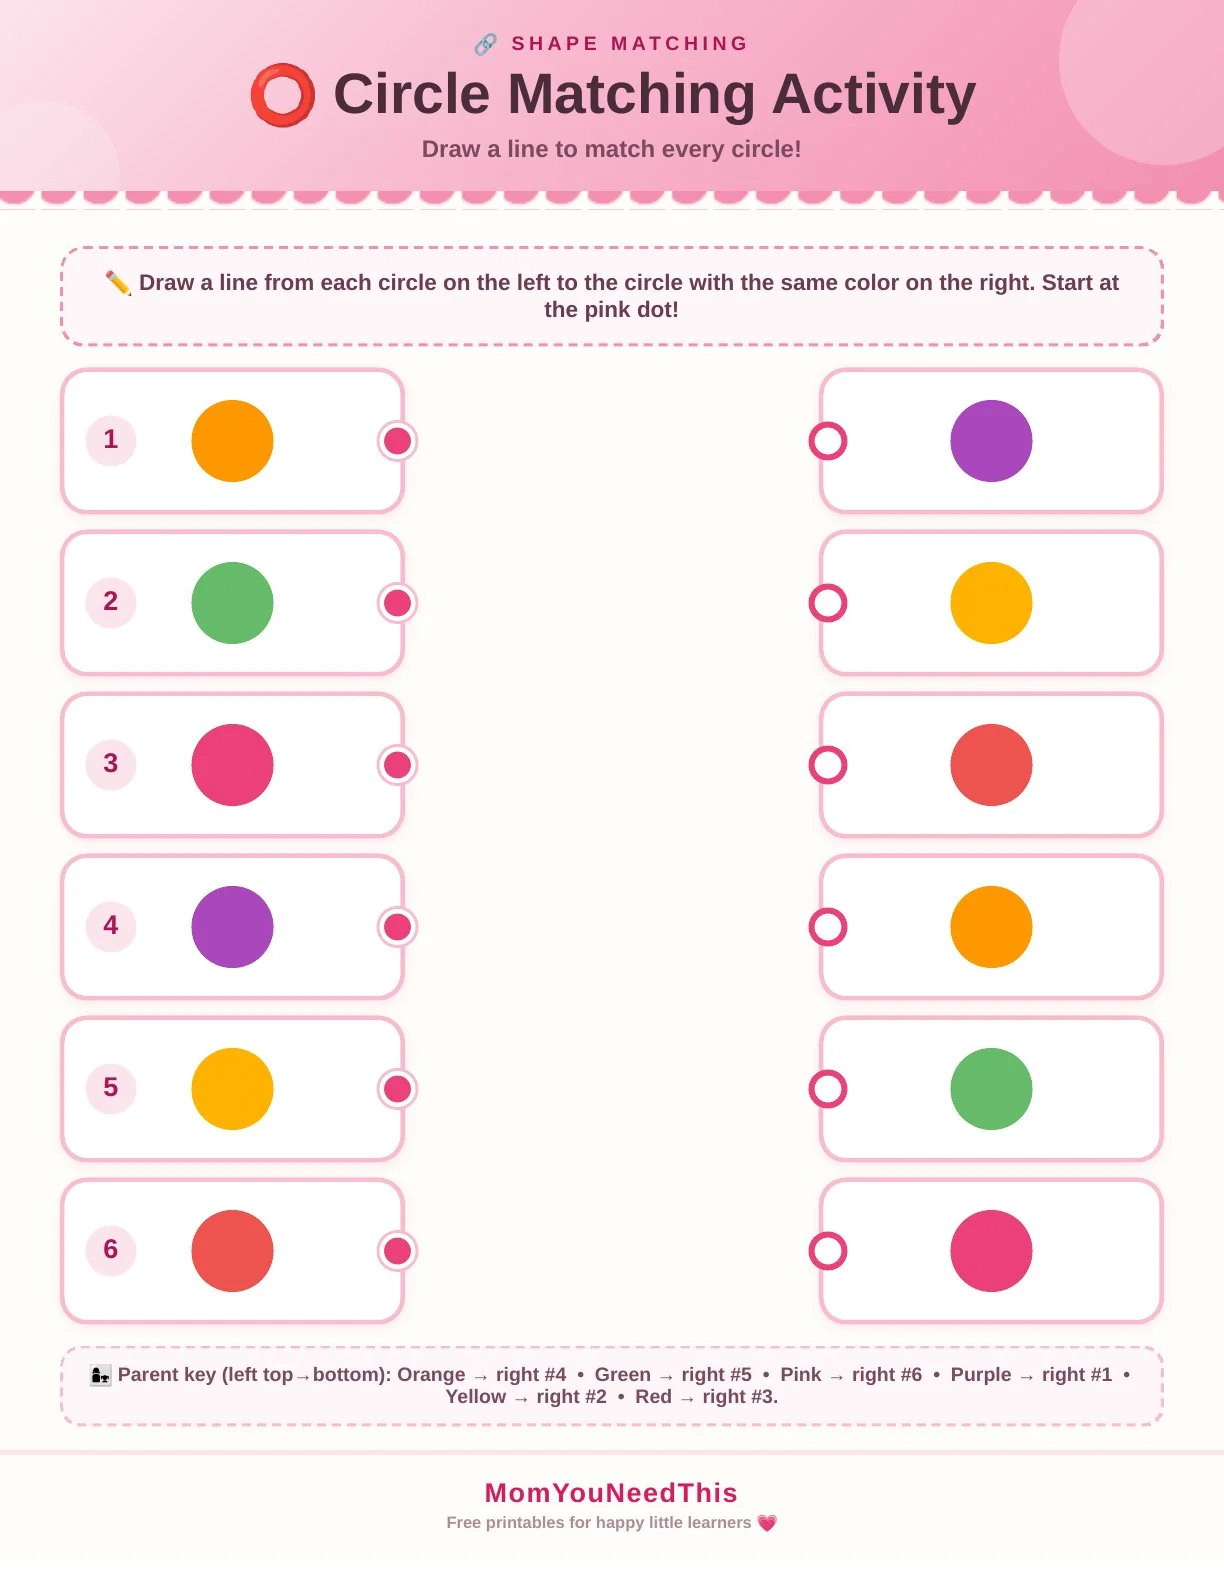 🔗 SHAPE MATCHING
⭕ Circle Matching Activity
Draw a line to match every circle!
✏️ Draw a line from each circle on the left to the circle with the same color on the right. Start at
the pink dot!
1
2
3
4
5
6
👩‍👧 Parent key (left top→bottom): Orange → right #4 • Green → right #5 • Pink → right #6 • Purple → right #1 •
Yellow → right #2 • Red → right #3.
MomYouNeedThis
Free printables for happy little learners 💗